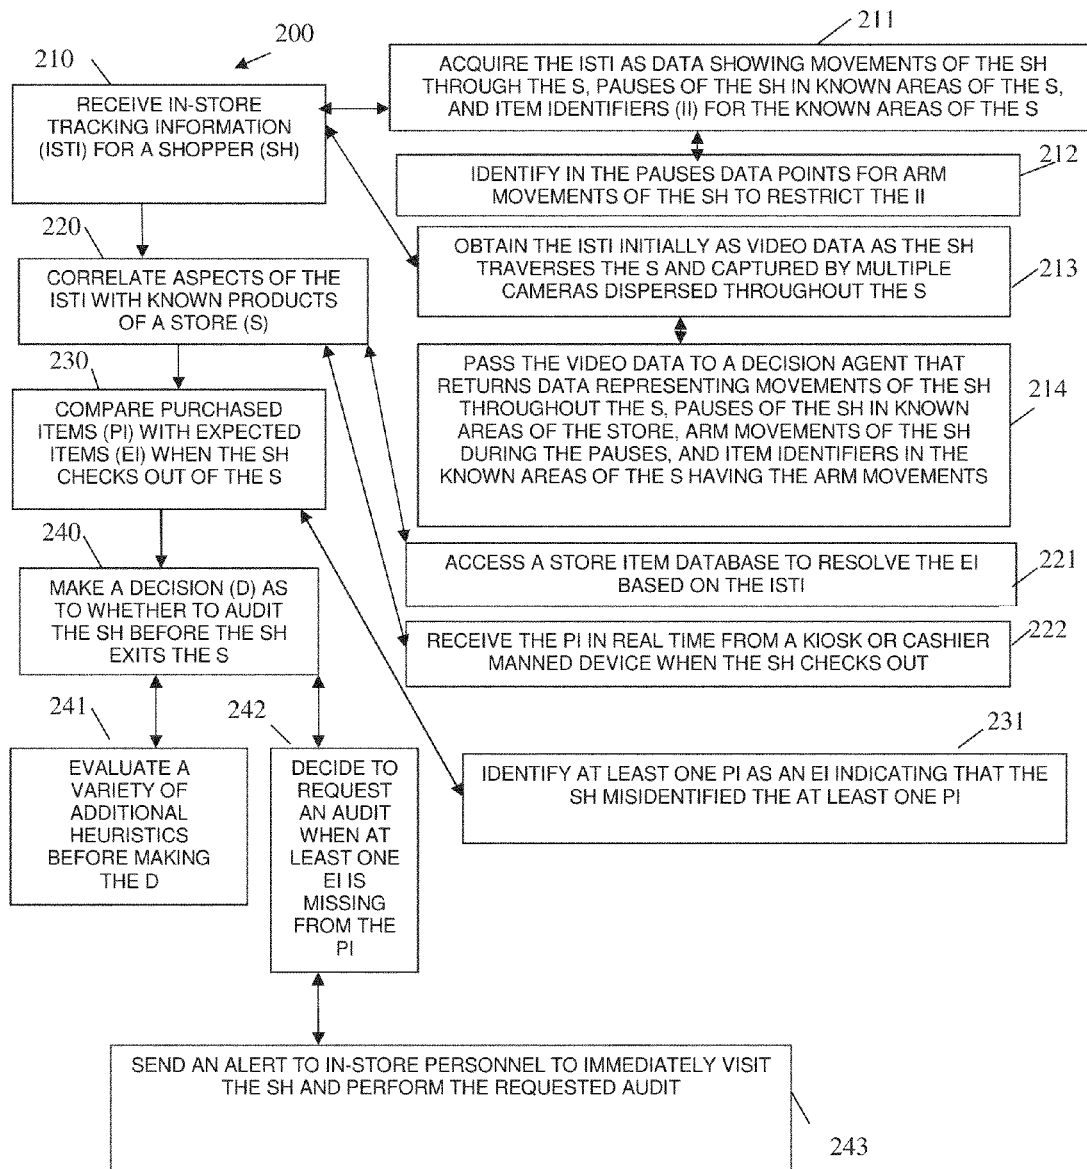 200
210
RECEIVE IN-STORE
TRACKING INFORMATION
(ISTI) FOR A SHOPPER (SH)
211
ACQUIRE THE ISTI AS DATA SHOWING MOVEMENTS OF THE SH
THROUGH THE S, PAUSES OF THE SH IN KNOWN AREAS OF THE S,
AND ITEM IDENTIFIERS (II) FOR THE KNOWN AREAS OF THE S
212
IDENTIFY IN THE PAUSES DATA POINTS FOR ARM
MOVEMENTS OF THE SH TO RESTRICT THE II
213
OBTAIN THE ISTI INITIALLY AS VIDEO DATA AS THE SH
TRAVERSES THE S AND CAPTURED BY MULTIPLE
CAMERAS DISPERSED THROUGHOUT THE S
214
PASS THE VIDEO DATA TO A DECISION AGENT THAT
RETURNS DATA REPRESENTING MOVEMENTS OF THE SH
THROUGHOUT THE S, PAUSES OF THE SH IN KNOWN
AREAS OF THE STORE, ARM MOVEMENTS OF THE SH
DURING THE PAUSES, AND ITEM IDENTIFIERS IN THE
KNOWN AREAS OF THE S HAVING THE ARM MOVEMENTS
220
CORRELATE ASPECTS OF THE
ISTI WITH KNOWN PRODUCTS
OF A STORE (S)
221
ACCESS A STORE ITEM DATABASE TO RESOLVE THE EI
BASED ON THE ISTI
222
RECEIVE THE PI IN REAL TIME FROM A KIOSK OR CASHIER
MANNED DEVICE WHEN THE SH CHECKS OUT
230
COMPARE PURCHASED
ITEMS (PI) WITH EXPECTED
ITEMS (EI) WHEN THE SH
CHECKS OUT OF THE S
231
IDENTIFY AT LEAST ONE PI AS AN EI INDICATING THAT THE
SH MISIDENTIFIED THE AT LEAST ONE PI
240
MAKE A DECISION (D) AS
TO WHETHER TO AUDIT
THE SH BEFORE THE SH
EXITS THE S
241
EVALUATE A
VARIETY OF
ADDITIONAL
HEURISTICS
BEFORE MAKING
THE D
242
DECIDE TO
REQUEST
AN AUDIT
WHEN AT
LEAST ONE
EI IS
MISSING
FROM THE
PI
243
SEND AN ALERT TO IN-STORE PERSONNEL TO IMMEDIATELY VISIT
THE SH AND PERFORM THE REQUESTED AUDIT